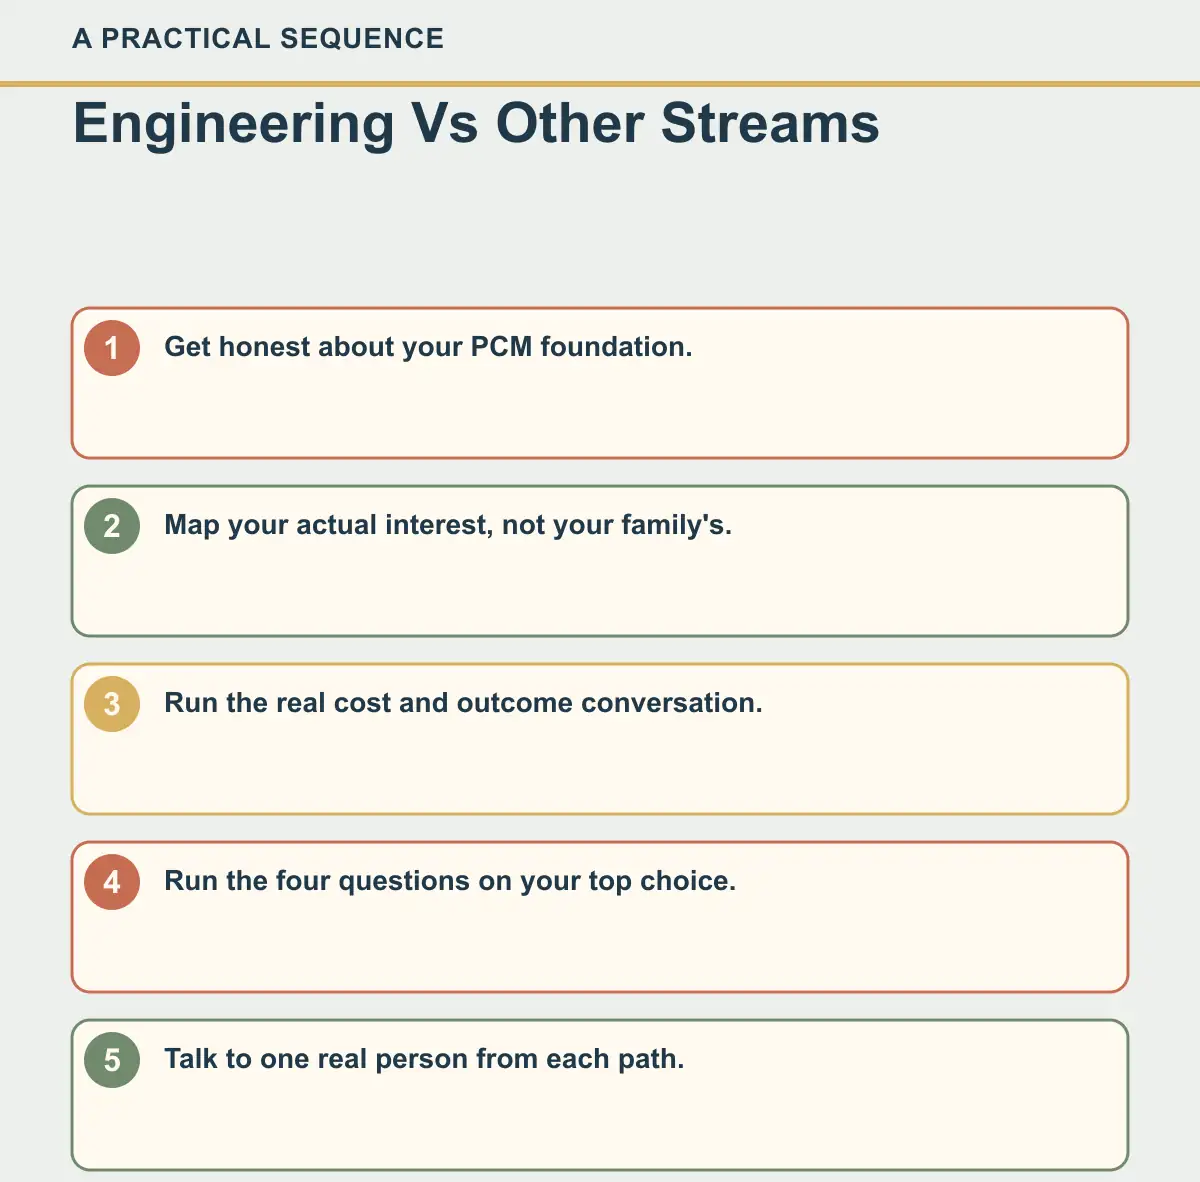 A PRACTICAL SEQUENCE
Engineering Vs Other Streams
1 Get honest about your PCM foundation.
2 Map your actual interest, not your family's.
3 Run the real cost and outcome conversation.
4 Run the four questions on your top choice.
5 Talk to one real person from each path.